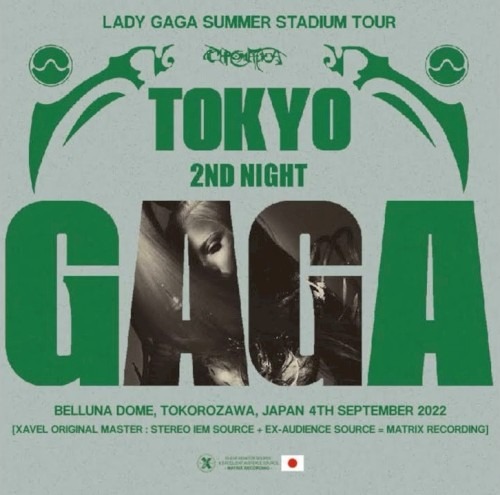 LADY GAGA SUMMER STADIUM TOUR
CHROMATICA
TOKYO
2ND NIGHT
GAGA
BELLUNA DOME, TOKOROZAWA, JAPAN 4TH SEPTEMBER 2022
[XAVEL ORIGINAL MASTER : STEREO IEM SOURCE + EX-AUDIENCE SOURCE = MATRIX RECORDING]